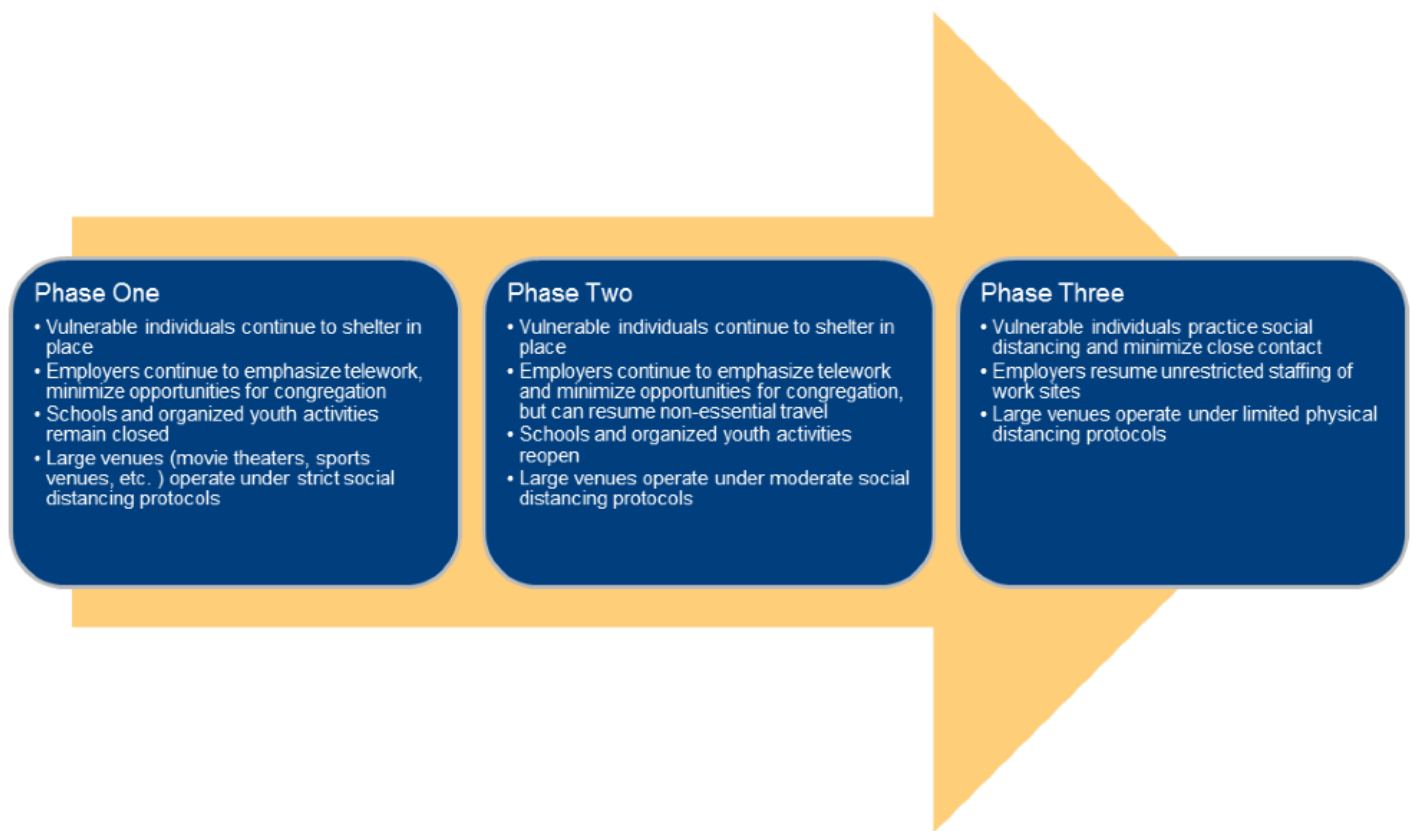 Phase One
• Vulnerable individuals continue to shelter in
place
• Employers continue to emphasize telework,
minimize opportunities for congregation
• Schools and organized youth activities
remain closed
• Large venues (movie theaters, sports
venues, etc. ) operate under strict social
distancing protocols
Phase Two
• Vulnerable individuals continue to shelter in
place
• Employers continue to emphasize telework
and minimize opportunities for congregation,
but can resume non-essential travel
• Schools and organized youth activities
reopen
• Large venues operate under moderate social
distancing protocols
Phase Three
• Vulnerable individuals practice social
distancing and minimize close contact
• Employers resume unrestricted staffing of
work sites
• Large venues operate under limited physical
distancing protocols